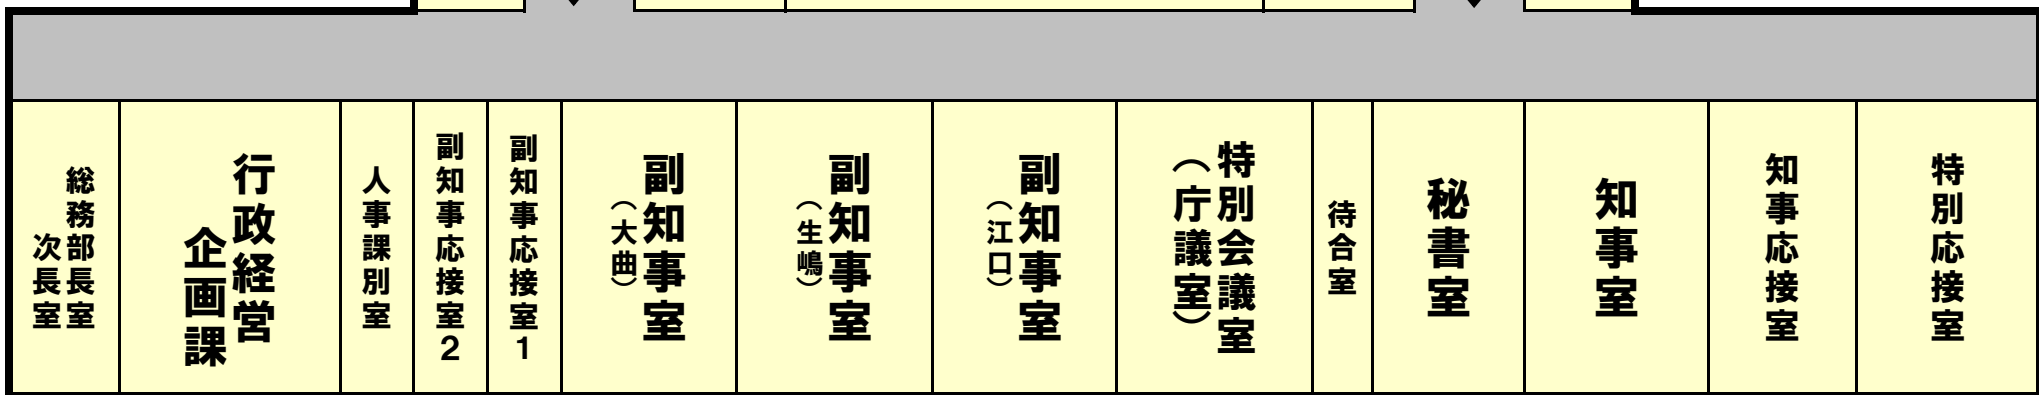 総務部長室
次長室
行政経営
企画課
人事課別室
副知事応接室２
副知事応接室１
副知事室
（大曲）
副知事室
（生嶋）
副知事室
（江口）
特別会議室
（庁議室）
待合室
秘書室
知事室
知事応接室
特別応接室